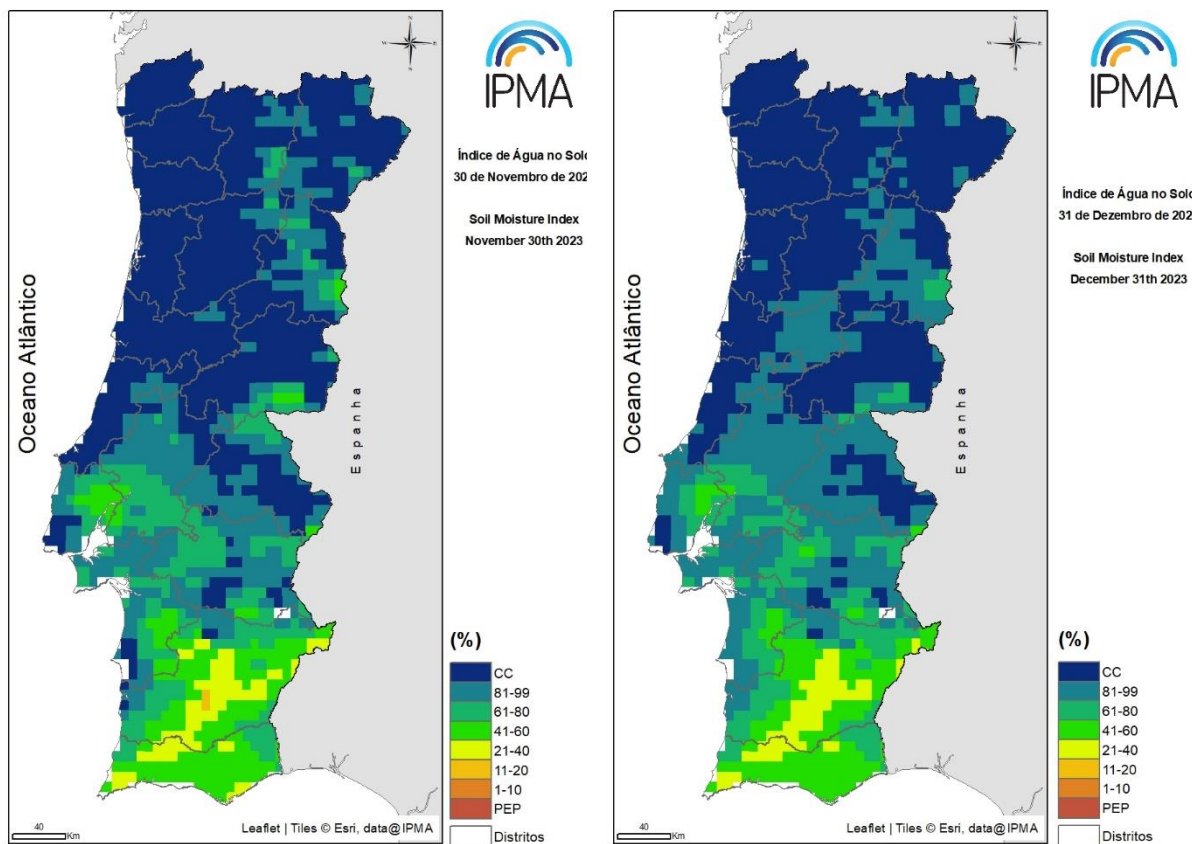 IPMA
Índice de Água no Solo
30 de Novembro de 202
Soil Moisture Index
November 30th 2023
Oceano Atlântico
Espanha
(%)
CC
81-99
61-80
41-60
21-40
11-20
1-10
PEP
Distritos
40
Km
Leaflet | Tiles © Esri, data@IPMA
IPMA
Índice de Água no Solo
31 de Dezembro de 202
Soil Moisture Index
December 31th 2023
Oceano Atlântico
Espanha
(%)
CC
81-99
61-80
41-60
21-40
11-20
1-10
PEP
Distritos
40
Km
Leaflet | Tiles © Esri, data@IPMA